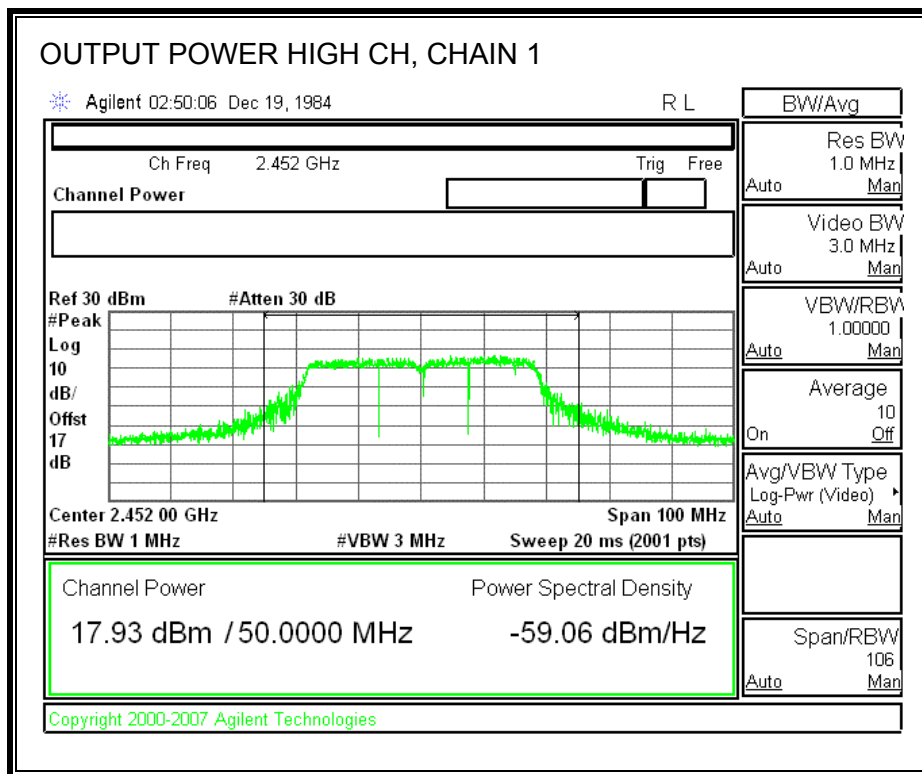 OUTPUT POWER HIGH CH, CHAIN 1
Agilent 02:50:06 Dec 19, 1984 R L
Ch Freq 2.452 GHz Trig Free
Channel Power
Ref 30 dBm #Atten 30 dB
#Peak
Log
10
dB/
Offst
17
dB
Center 2.452 00 GHz Span 100 MHz
#Res BW 1 MHz #VBW 3 MHz Sweep 20 ms (2001 pts)
Channel Power Power Spectral Density
17.93 dBm / 50.0000 MHz -59.06 dBm/Hz
Copyright 2000-2007 Agilent Technologies
BW/Avg
Res BW
1.0 MHz
Auto Man
Video BW
3.0 MHz
Auto Man
VBW/RBW
1.00000
Auto Man
Average
10
On Off
Avg/VBW Type
Log-Pwr (Video)
Auto Man
Span/RBW
106
Auto Man